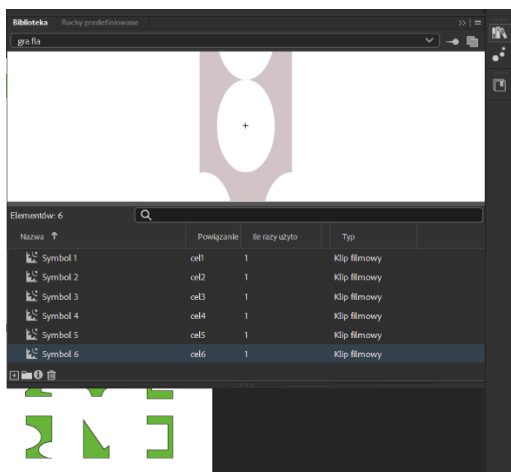 Biblioteka Ruchy predefiniowane
gra.fla
Elementów: 6
Nazwa Powiązanie Ile razy użyto Typ
Symbol 1 cel1 1 Klip filmowy
Symbol 2 cel2 1 Klip filmowy
Symbol 3 cel3 1 Klip filmowy
Symbol 4 cel4 1 Klip filmowy
Symbol 5 cel5 1 Klip filmowy
Symbol 6 cel6 1 Klip filmowy